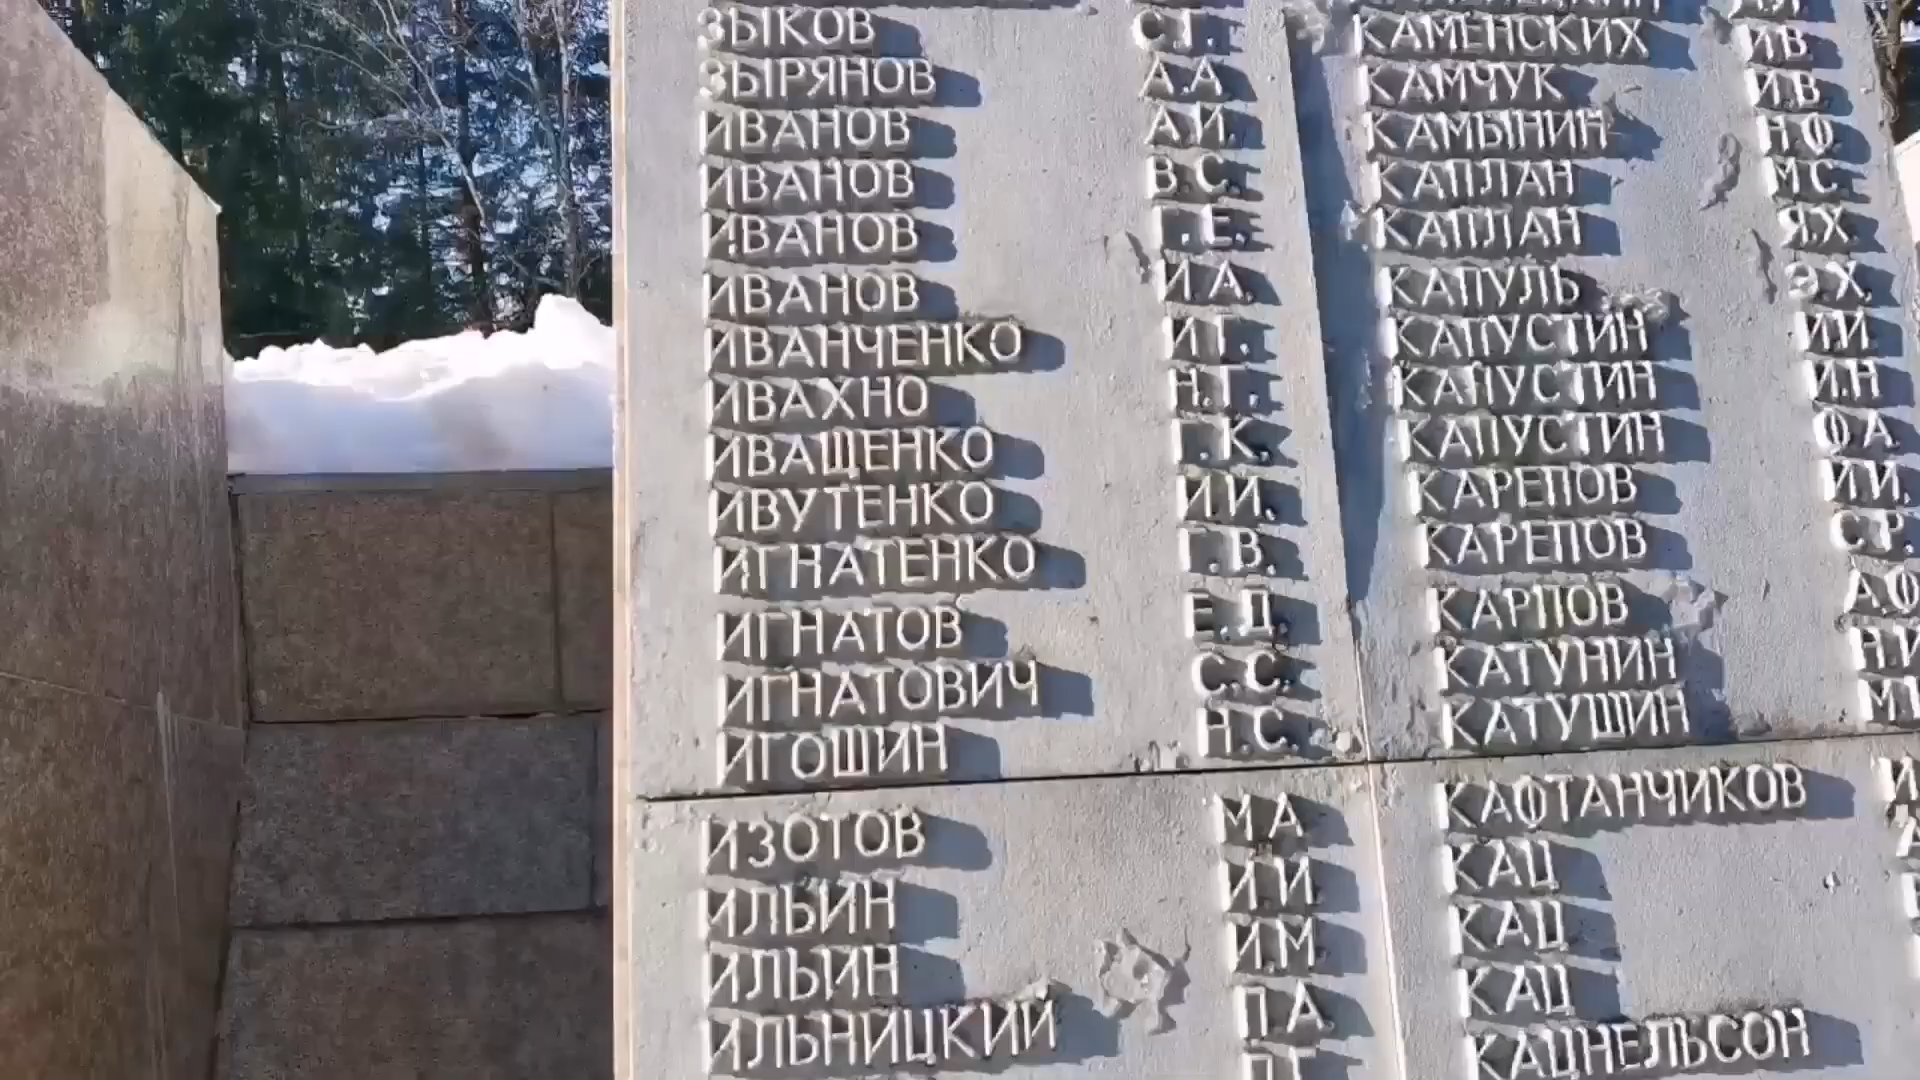 ЗЫКОВ С.Г.
ЗЫРЯНОВ А.А
ИВАНОВ А.И.
ИВАНОВ В.С.
ИВАНОВ Г.Е.
ИВАНОВ И.А.
ИВАНЧЕНКО И.Г.
ИВАХНО Н.Г.
ИВАЩЕНКО Г.К.
ИВУТЕНКО И.И.
ИГНАТЕНКО Г.В.
ИГНАТОВ Е.Д.
ИГНАТОВИЧ С.С.
ИГОШИН Н.С.
ИЗОТОВ М.А
ИЛЬИН И.И.
ИЛЬИН И.М
ИЛЬНИЦКИЙ П.А.
КАМЕНСКИХ И.В
КАМЧУК И.В.
КАМЫНИН Н.Ф
КАПЛАН М.С.
КАПЛАН Я.Х.
КАПУЛЬ Э.Х.
КАПУСТИН И.И
КАПУСТИН И.Н
КАПУСТИН Ф.А.
КАРЕПОВ И.И.
КАРЕПОВ С.Р.
КАРПОВ А.Ф
КАТУНИН Н.И
КАТУШИН
КАФТАНЧИКОВ
КАЦ
КАЦ
КАЦ
КАЦНЕЛЬСОН